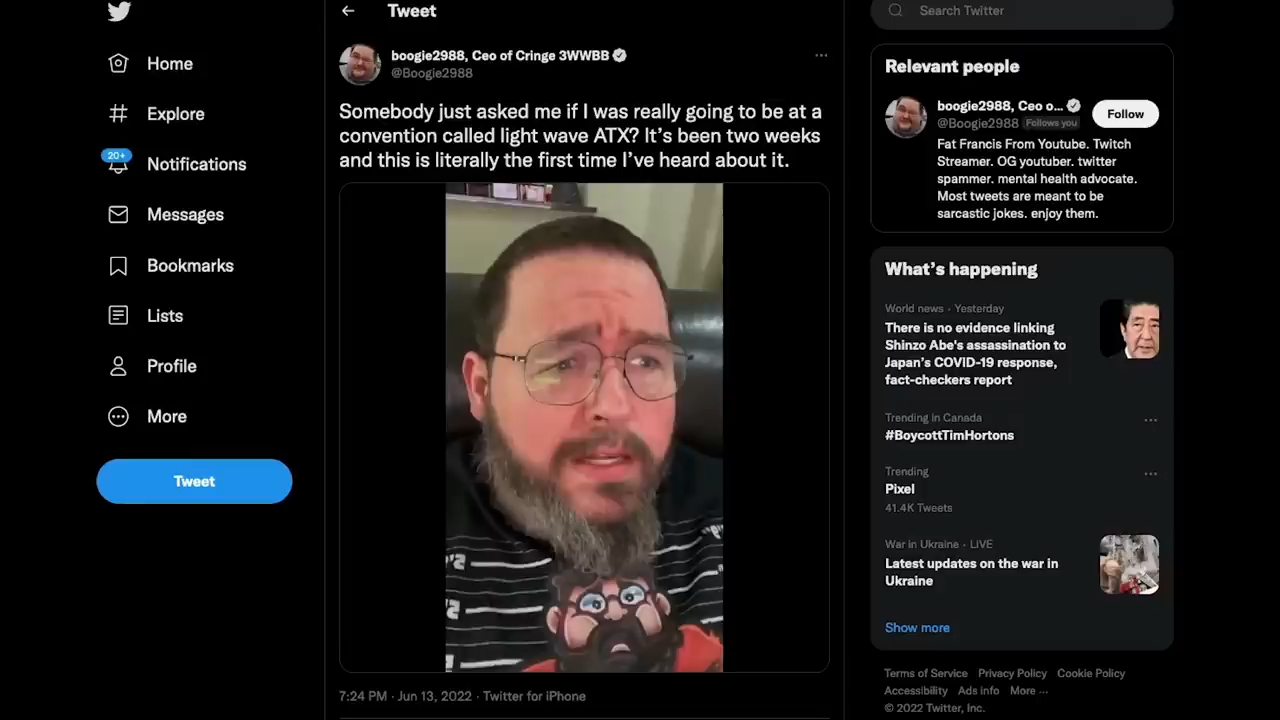 Home
Explore
20+
Notifications
Messages
Bookmarks
Lists
Profile
More
Tweet
Tweet
boogie2988, Ceo of Cringe 3WWBB
@Boogie2988
Somebody just asked me if I was really going to be at a
convention called light wave ATX? It's been two weeks
and this is literally the first time I've heard about it.
7:24 PM · Jun 13, 2022 · Twitter for iPhone
Search Twitter
Relevant people
boogie2988, Ceo o...
@Boogie2988 Follows you
Follow
Fat Francis From Youtube. Twitch
Streamer. OG youtuber. twitter
spammer. mental health advocate.
Most tweets are meant to be
sarcastic jokes. enjoy them.
What's happening
World news · Yesterday
There is no evidence linking
Shinzo Abe's assassination to
Japan's COVID-19 response,
fact-checkers report
Trending in Canada
#BoycottTimHortons
Trending
Pixel
41.4K Tweets
War in Ukraine · LIVE
Latest updates on the war in
Ukraine
Show more
Terms of Service Privacy Policy Cookie Policy
Accessibility Ads info More ...
© 2022 Twitter, Inc.